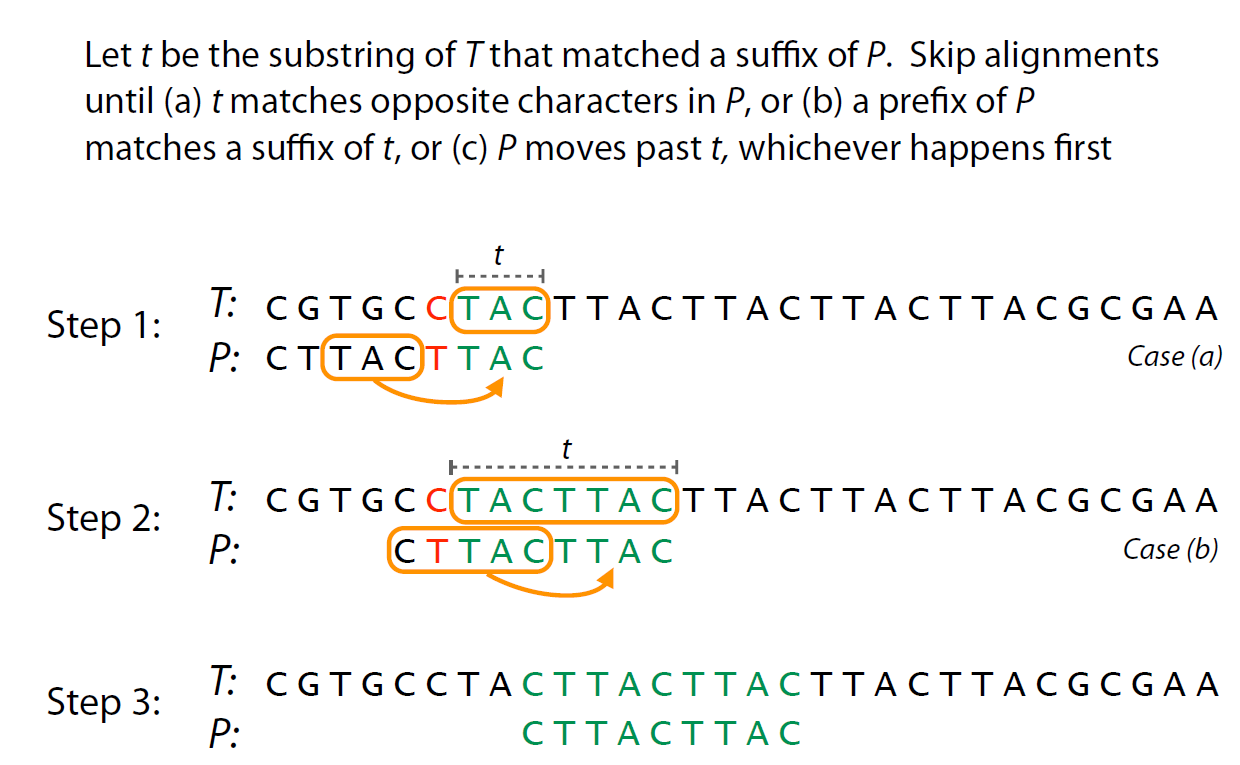 Let t be the substring of T that matched a suffix of P. Skip alignments
until (a) t matches opposite characters in P, or (b) a prefix of P
matches a suffix of t, or (c) P moves past t, whichever happens first
t
Step 1:
T: C G T G C C T A C T T A C T T A C T T A C T T A C G C G A A
P: C T T A C T T A C
Case (a)
t
Step 2:
T: C G T G C C T A C T T A C T T A C T T A C T T A C G C G A A
P: C T T A C T T A C
Case (b)
Step 3:
T: C G T G C C T A C T T A C T T A C T T A C T T A C G C G A A
P: C T T A C T T A C